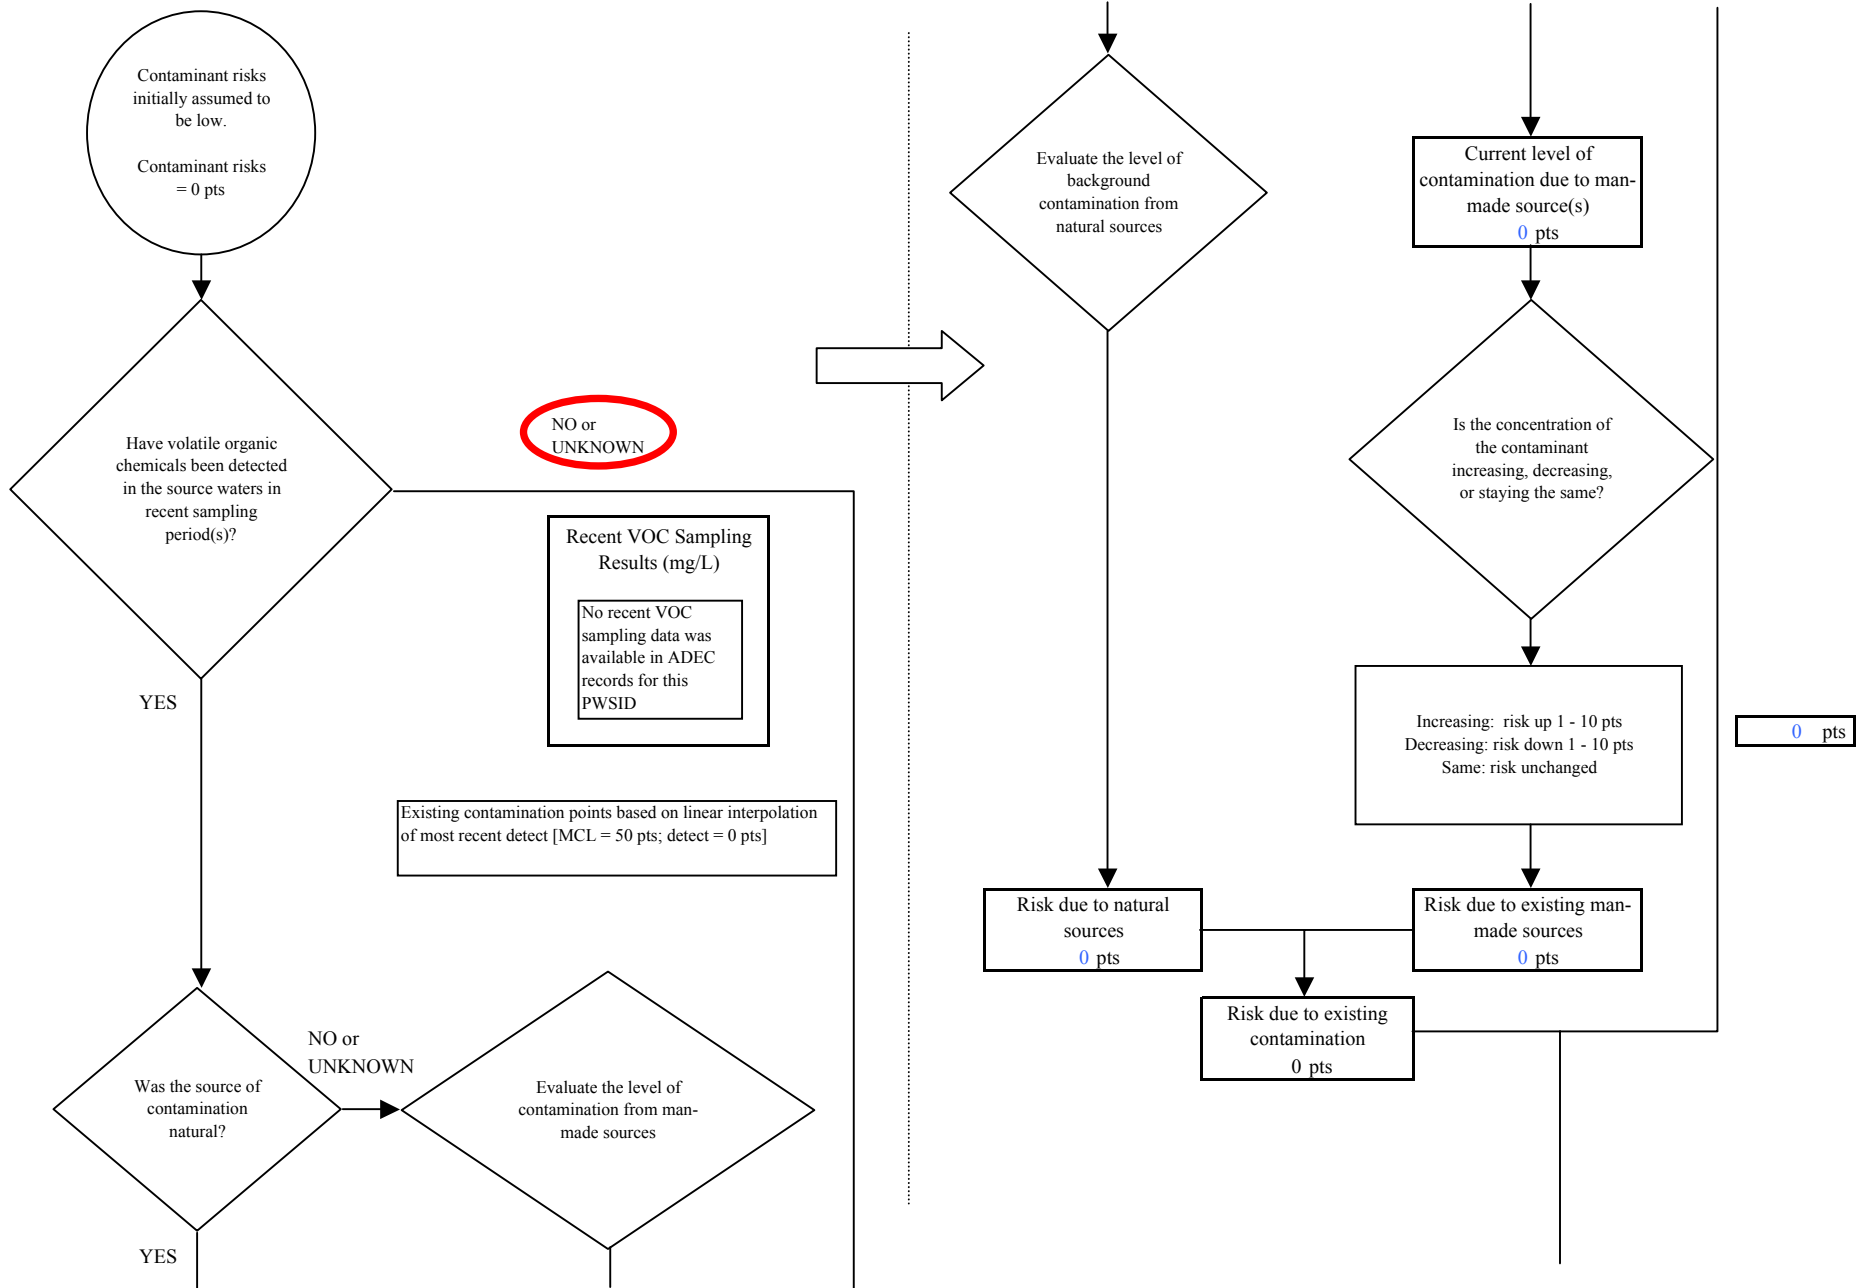 Contaminant risks
initially assumed to
be low.
Contaminant risks
= 0 pts
Have volatile organic
chemicals been detected
in the source waters in
recent sampling
period(s)?
NO or
UNKNOWN
Recent VOC Sampling
Results (mg/L)
No recent VOC
sampling data was
available in ADEC
records for this
PWSID
YES
Existing contamination points based on linear interpolation
of most recent detect [MCL = 50 pts; detect = 0 pts]
Was the source of
contamination
natural?
NO or
UNKNOWN
Evaluate the level of
contamination from man-
made sources
YES
Evaluate the level of
background
contamination from
natural sources
Current level of
contamination due to man-
made source(s)
0 pts
Is the concentration of
the contaminant
increasing, decreasing,
or staying the same?
Increasing: risk up 1 - 10 pts
Decreasing: risk down 1 - 10 pts
Same: risk unchanged
0 pts
Risk due to natural
sources
0 pts
Risk due to existing man-
made sources
0 pts
Risk due to existing
contamination
0 pts